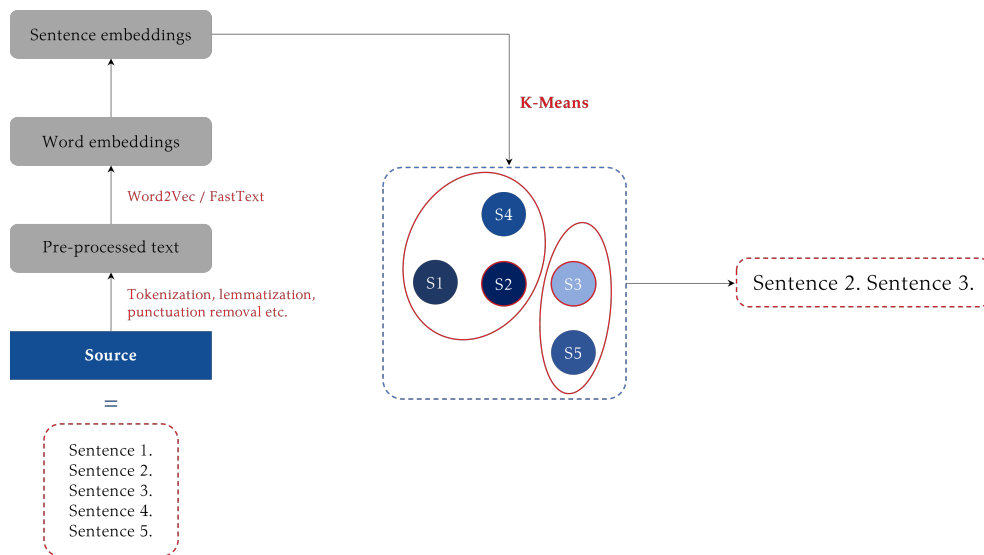 Sentence embeddings
K-Means
Word embeddings
Word2Vec / FastText
Pre-processed text
Tokenization, lemmatization,
punctuation removal etc.
Source
=
Sentence 1.
Sentence 2.
Sentence 3.
Sentence 4.
Sentence 5.
S4
S1
S2
S3
S5
Sentence 2. Sentence 3.